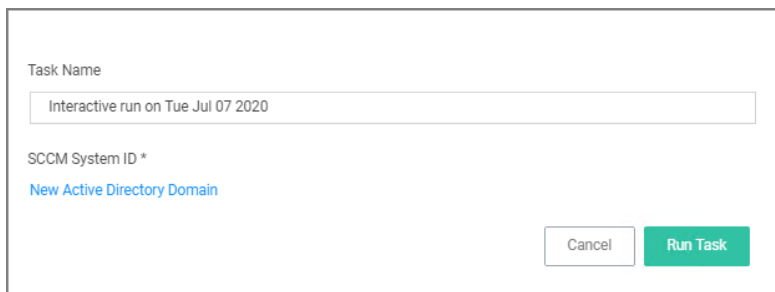 Task Name
Interactive run on Tue Jul 07 2020
SCCM System ID *
New Active Directory Domain
Cancel
Run Task